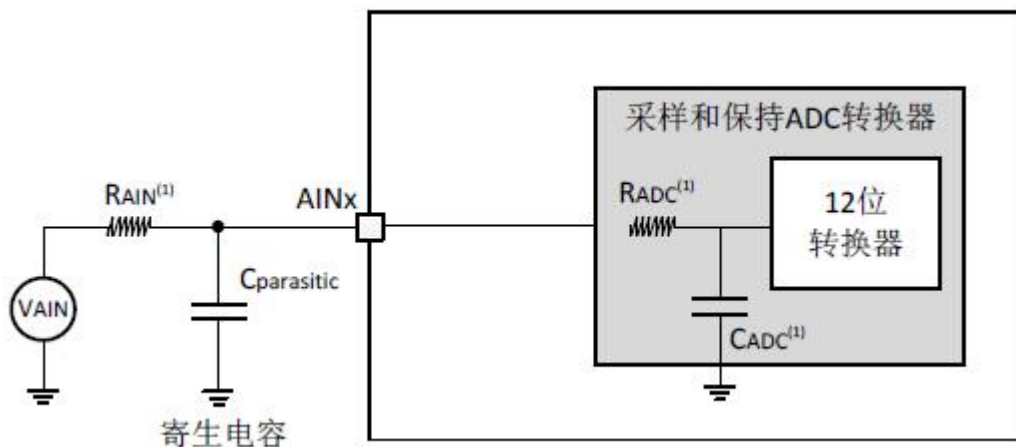 采样和保持ADC转换器
RAIN(1)
AINx
RADC(1)
12位
转换器
VAIN
Cparasitic
CADC(1)
寄生电容